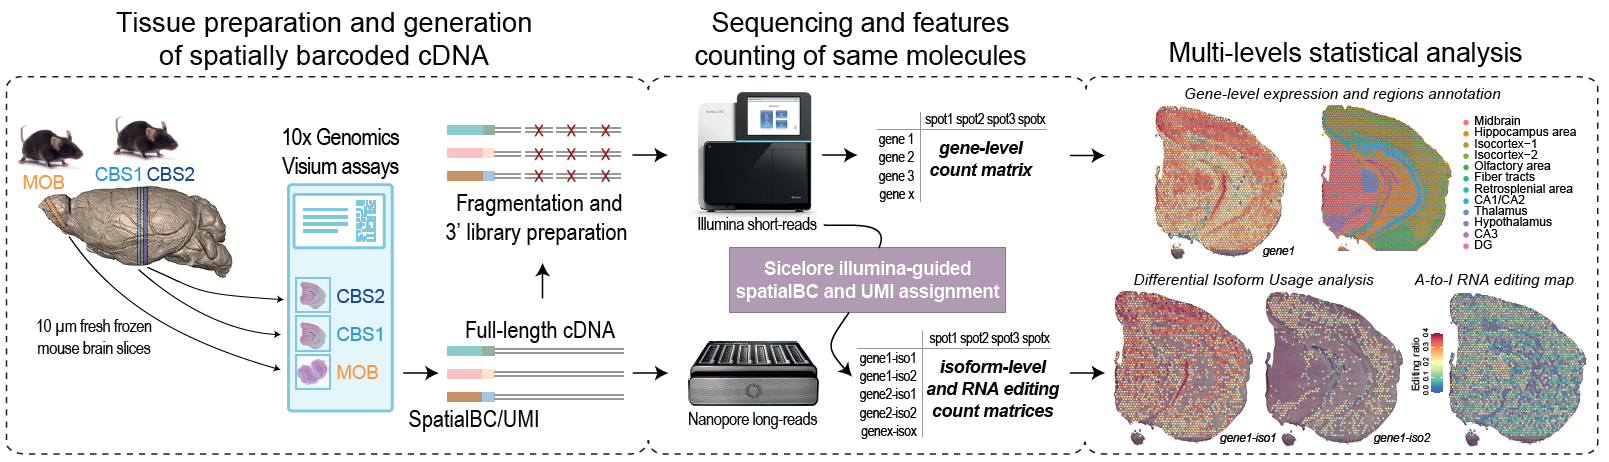 Tissue preparation and generation
of spatially barcoded cDNA
Sequencing and features
counting of same molecules
Multi-levels statistical analysis
MOB
CBS1 CBS2
10x Genomics
Visium assays
CBS2
CBS1
MOB
10 µm fresh frozen
mouse brain slices
Fragmentation and
3’ library preparation
Full-length cDNA
SpatialBC/UMI
Illumina short-reads
spot1 spot2 spot3 spotx
gene 1
gene 2
gene 3
gene x
gene-level
count matrix
Sicelore illumina-guided
spatialBC and UMI assignment
Nanopore long-reads
spot1 spot2 spot3 spotx
gene1-iso1
gene1-iso2
gene2-iso1
gene2-iso2
genex-isox
isoform-level
and RNA editing
count matrices
Gene-level expression and regions annotation
gene1
Midbrain
Hippocampus area
Isocortex−1
Isocortex−2
Olfactory area
Fiber tracts
Retrosplenial area
CA1/CA2
Thalamus
Hypothalamus
CA3
DG
Differential Isoform Usage analysis
A-to-I RNA editing map
gene1-iso1
gene1-iso2
Editing ratio
0.0 0.1 0.2 0.3 0.4